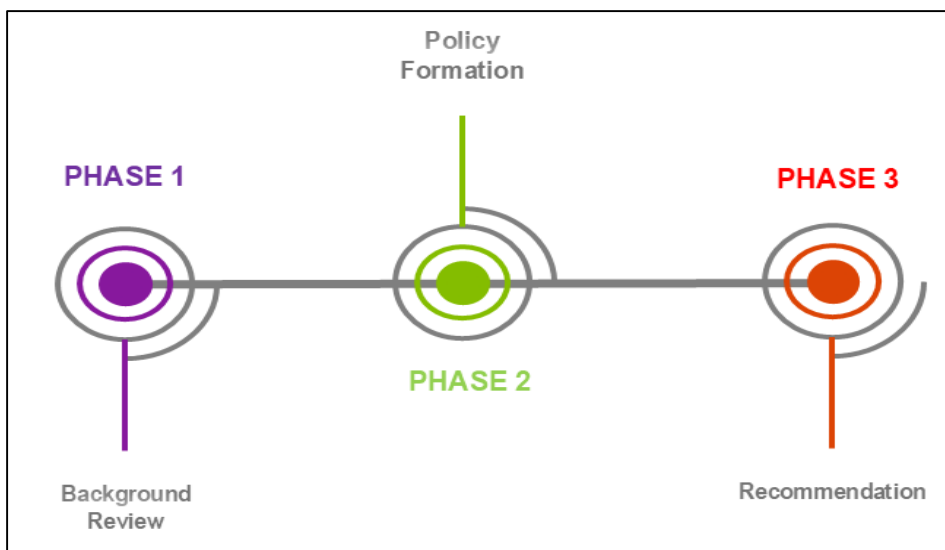 Policy
Formation
PHASE 1
PHASE 3
PHASE 2
Background
Review
Recommendation